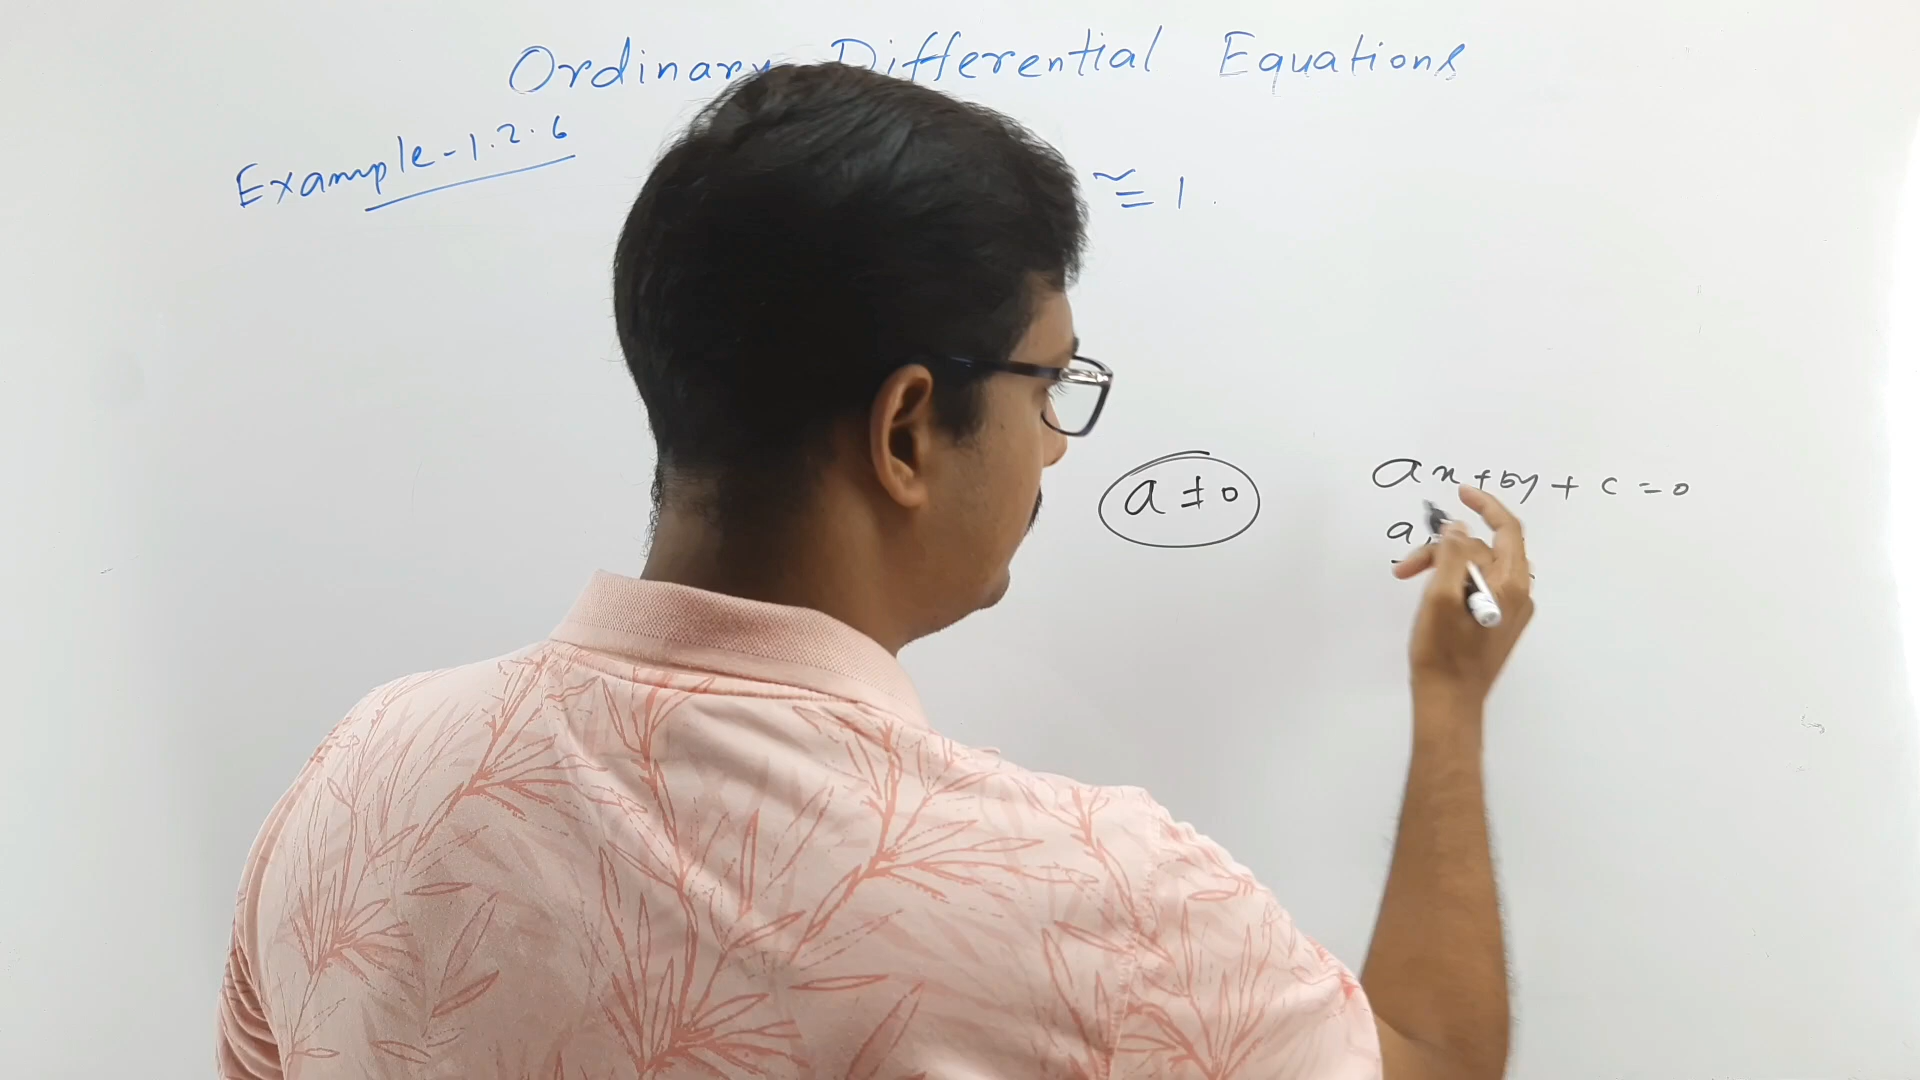 Ordinary Differential Equations
Example-1.2.6
≅ 1.
a ≠ 0
ax + by + c = 0
a